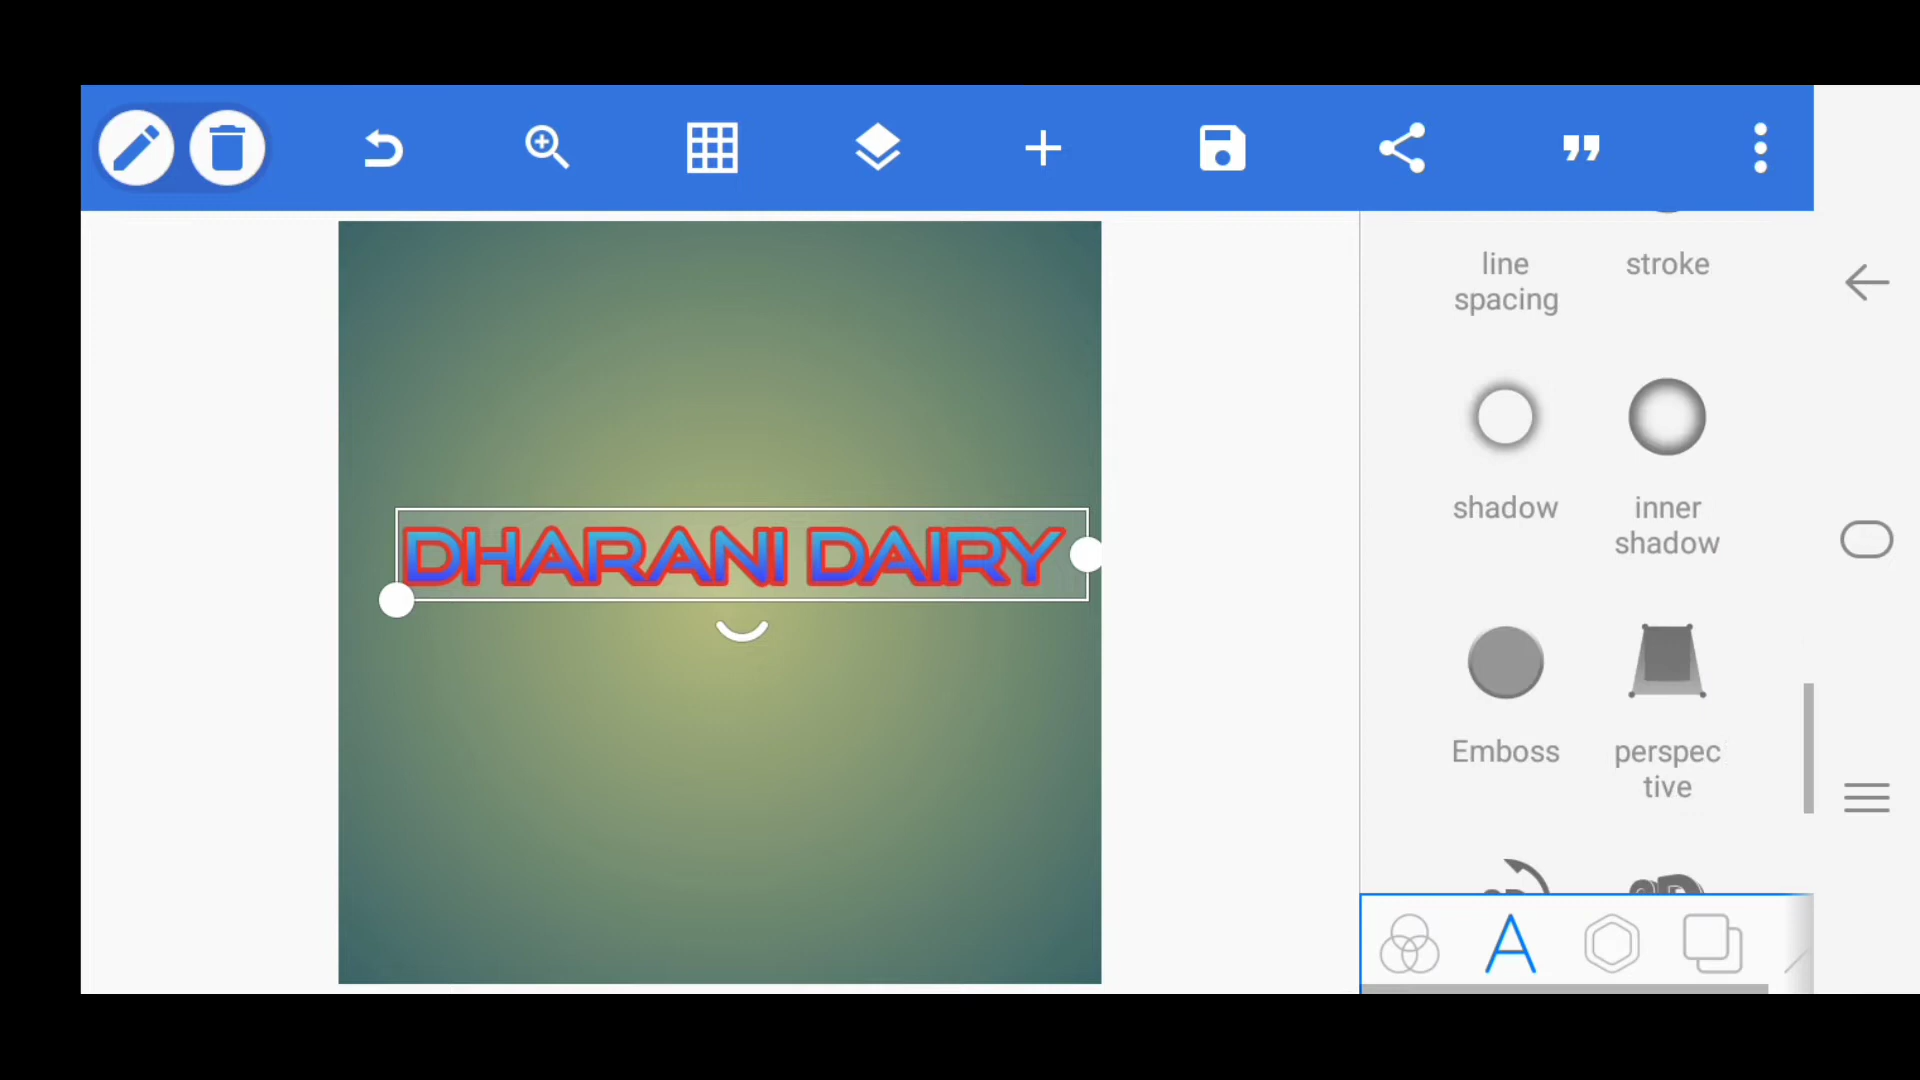 line
spacing
stroke
DHARANI DAIRY
shadow
inner
shadow
Emboss
perspec
tive